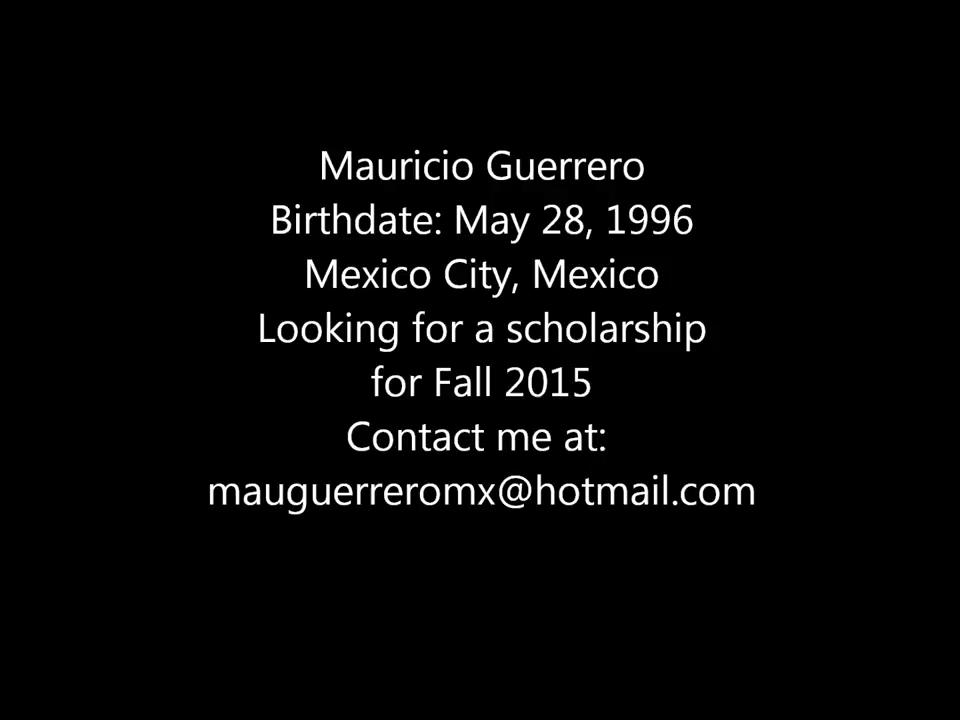 Mauricio Guerrero
Birthdate: May 28, 1996
Mexico City, Mexico
Looking for a scholarship
for Fall 2015
Contact me at:
mauguerreromx@hotmail.com